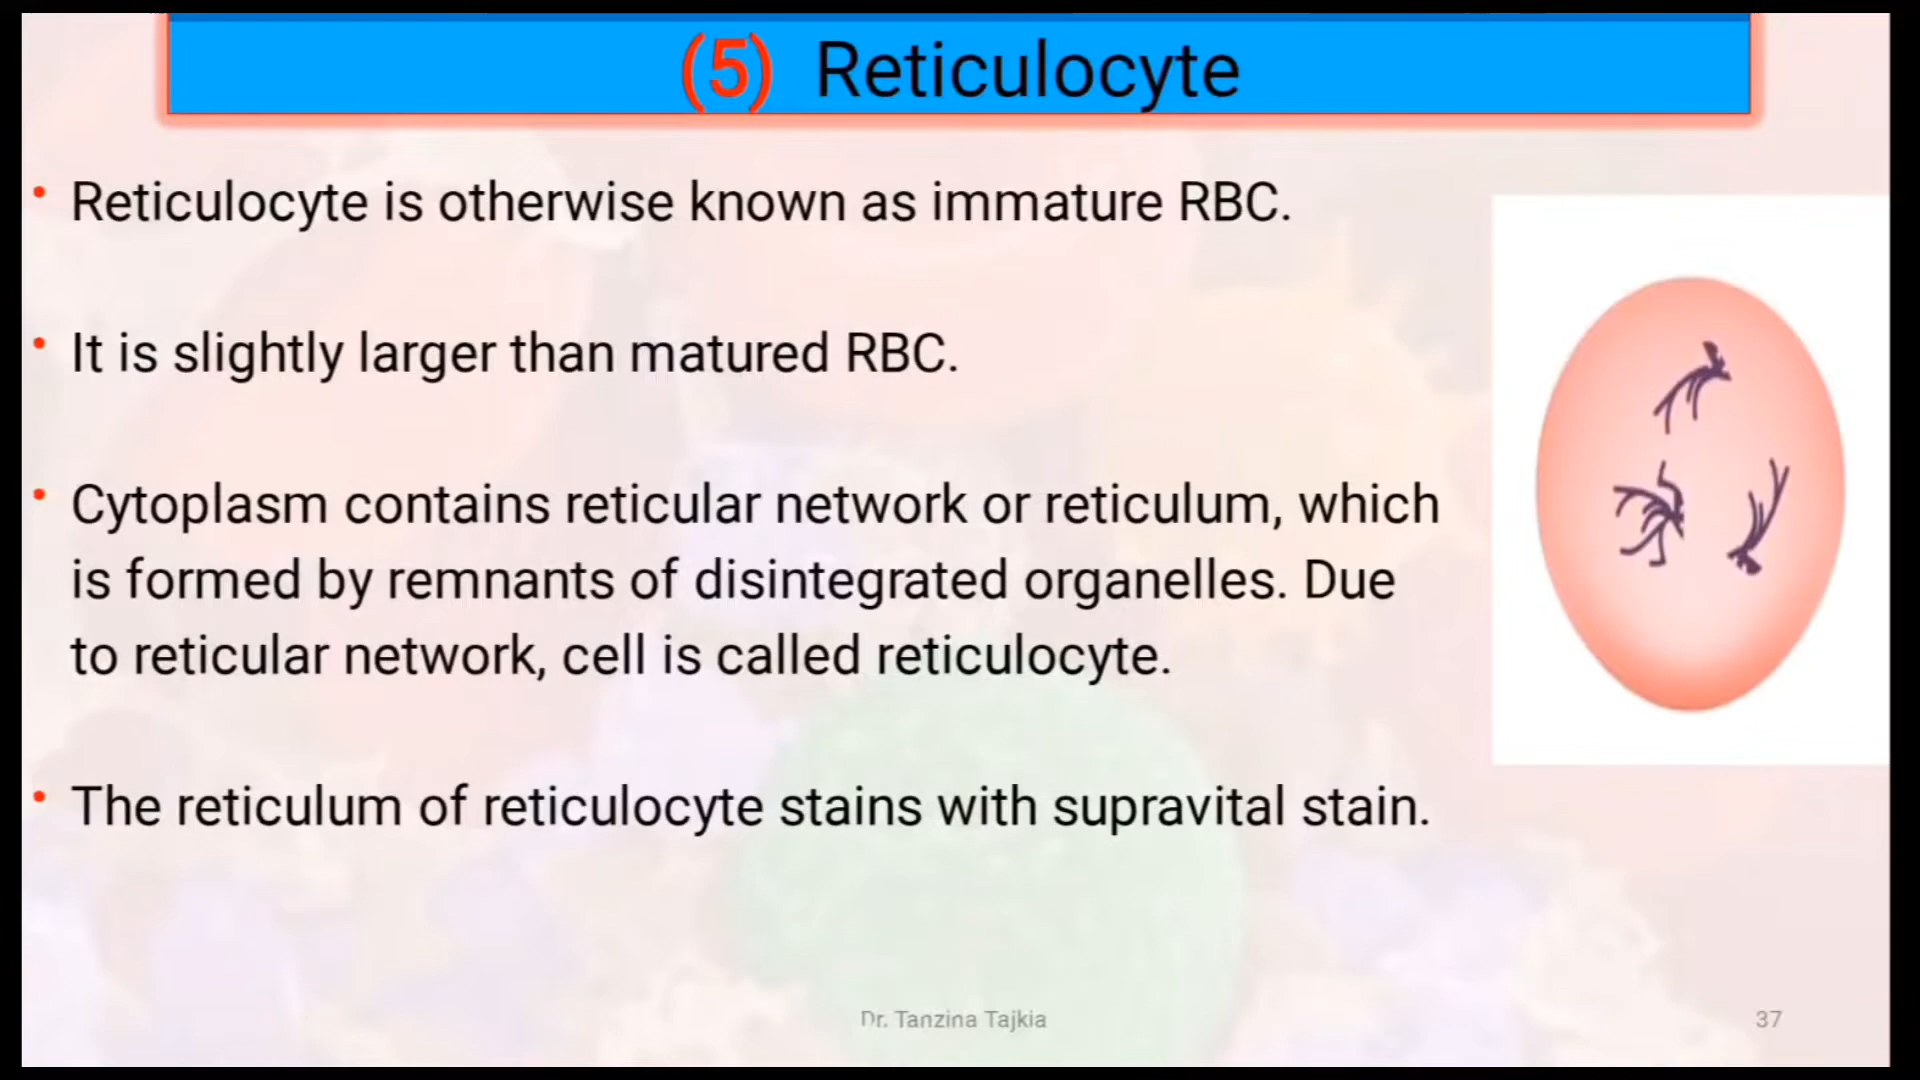 (5) Reticulocyte
• Reticulocyte is otherwise known as immature RBC.
• It is slightly larger than matured RBC.
• Cytoplasm contains reticular network or reticulum, which
is formed by remnants of disintegrated organelles. Due
to reticular network, cell is called reticulocyte.
• The reticulum of reticulocyte stains with supravital stain.
Dr. Tanzina Tajkia
37